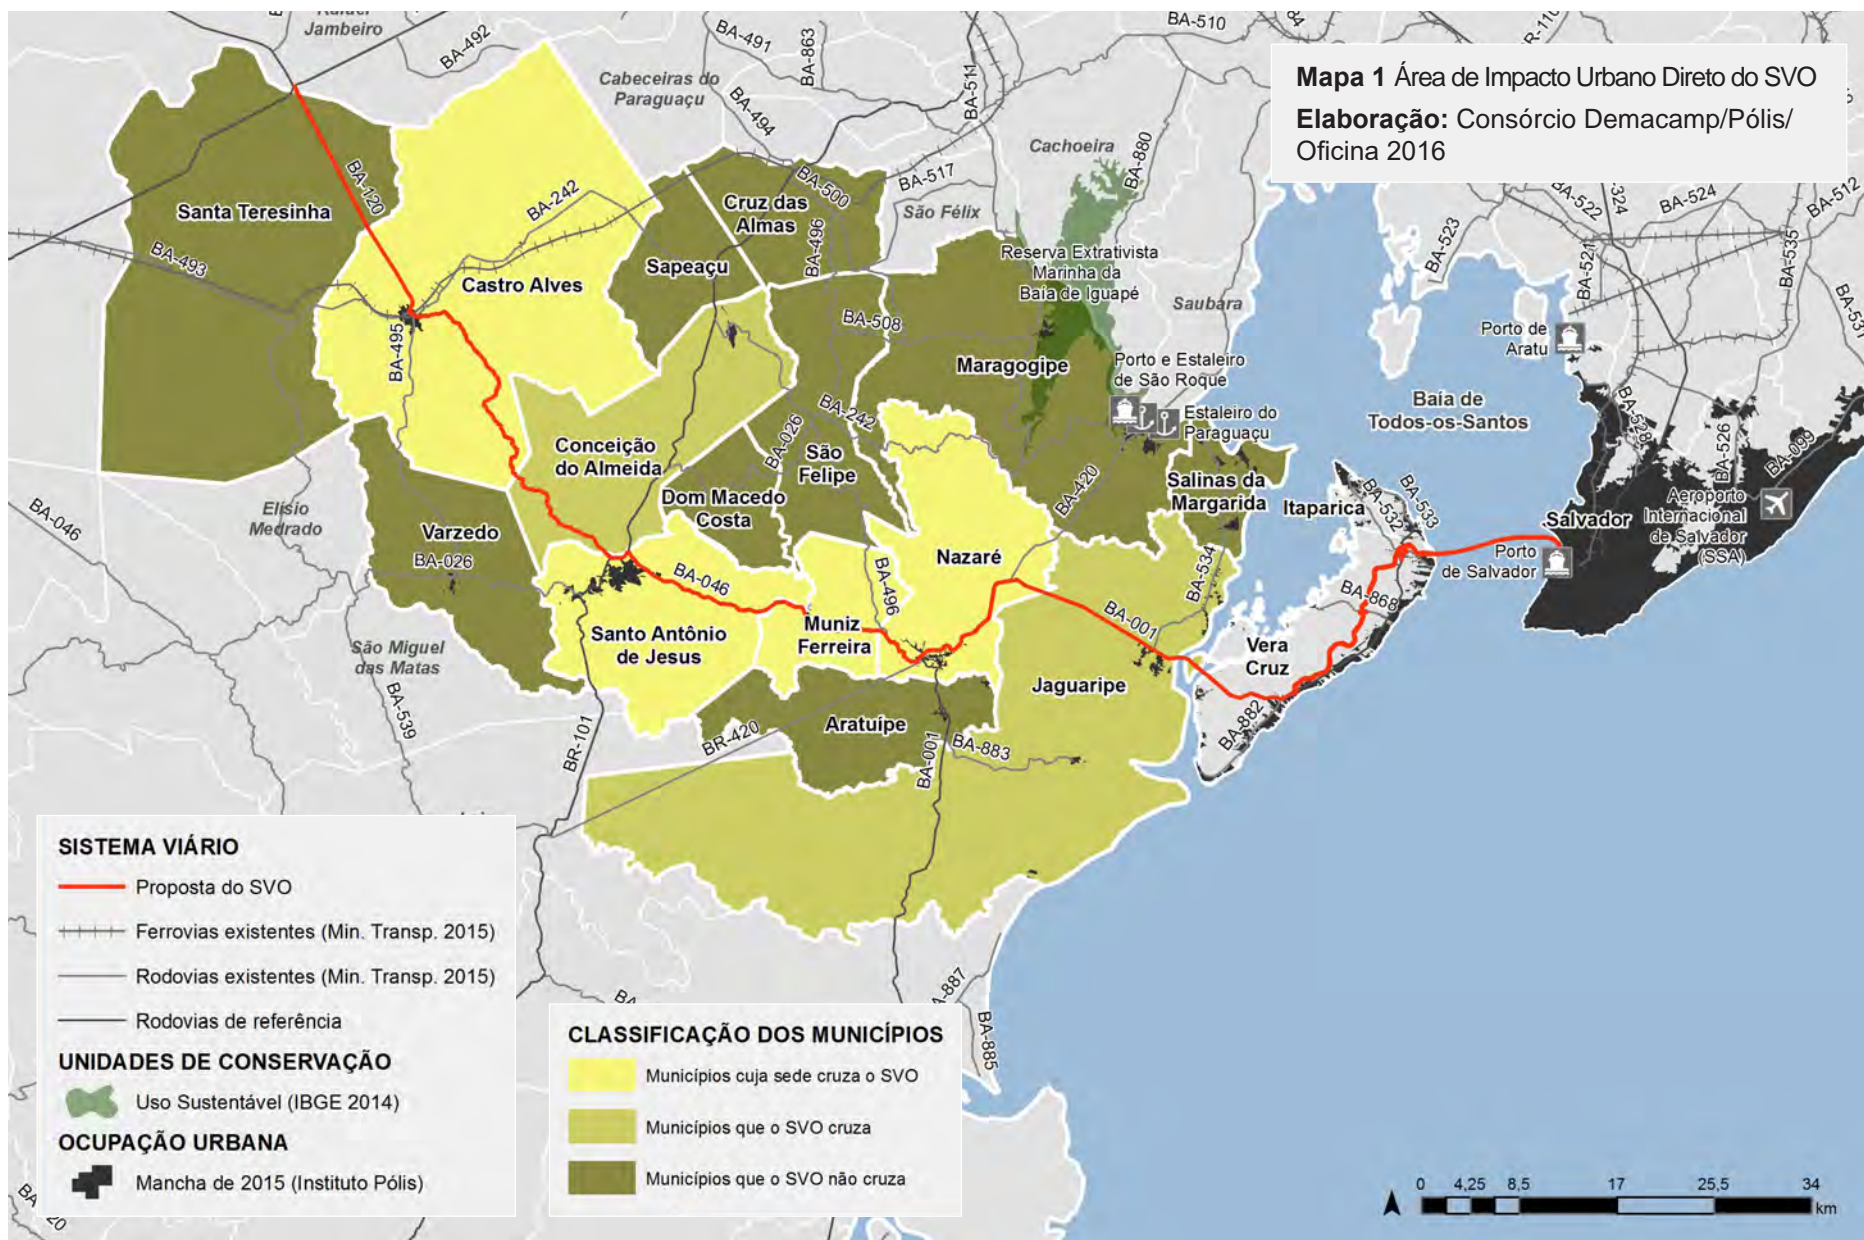 Mapa 1 Área de Impacto Urbano Direto do SVO
Elaboração: Consórcio Demacamp/Pólis/
Oficina 2016
Jambeiro
BA-492
BA-491
BA-863
BA-511
BA-510
Cabeceiras do
Paraguaçu
BA-494
Cachoeira
BA-880
BA-120
BA-242
BA-500
BA-517
São Félix
BA-522
BA-524
BA-512
Santa Teresinha
Cruz das
Almas
BA-496
BA-493
Sapeaçu
Castro Alves
Reserva Extrativista
Marinha da
Baía de Iguapé
Saubara
BA-523
BA-521
BA-535
BA-531
BA-508
BA-495
Maragogipe
Porto e Estaleiro
de São Roque
Porto de
Aratu
Baía de
Todos-os-Santos
Estaleiro do
Paraguaçu
BA-528
BA-526
BA-099
BA-242
BA-026
Conceição
do Almeida
São
Felipe
Dom Macedo
Costa
BA-420
Salinas da
Margarida
Itaparica
BA-532
BA-533
Salvador
Aeroporto
Internacional
de Salvador
(SSA)
Porto
de Salvador
Elísio
Medrado
BA-046
Varzedo
BA-026
BA-046
Nazaré
BA-496
BA-534
BA-001
BA-868
Muniz
Ferreira
Santo Antônio
de Jesus
Vera
Cruz
São Miguel
das Matas
BA-539
Jaguaripe
BA-882
Aratuípe
BR-420
BR-101
BA-001
BA-883
BA-887
BA-885
SISTEMA VIÁRIO
Proposta do SVO
Ferrovias existentes (Min. Transp. 2015)
Rodovias existentes (Min. Transp. 2015)
Rodovias de referência
UNIDADES DE CONSERVAÇÃO
Uso Sustentável (IBGE 2014)
OCUPAÇÃO URBANA
Mancha de 2015 (Instituto Pólis)
CLASSIFICAÇÃO DOS MUNICÍPIOS
Municípios cuja sede cruza o SVO
Municípios que o SVO cruza
Municípios que o SVO não cruza
0 4,25 8,5 17 25,5 34
km